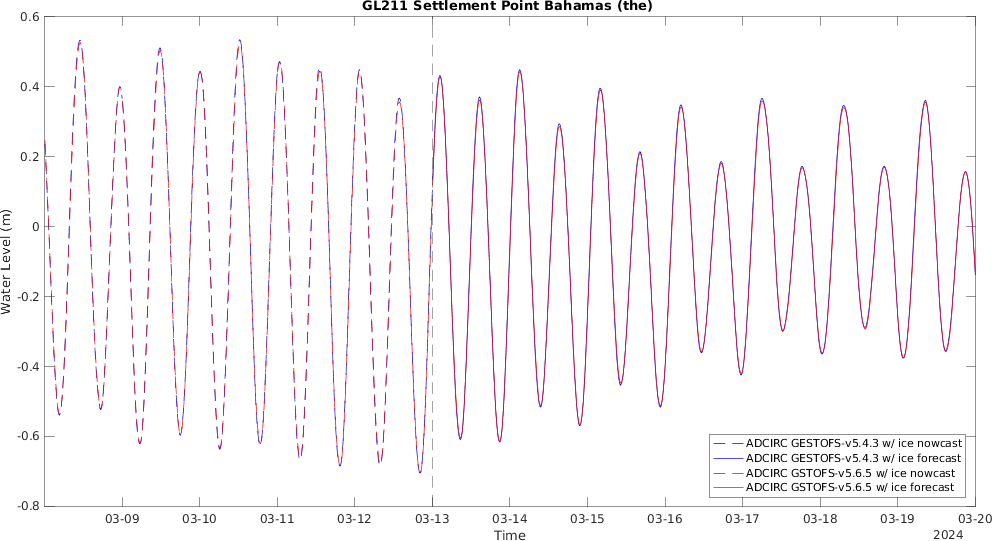 GL211 Settlement Point Bahamas (the)
0.6
0.4
0.2
0
-0.2
-0.4
-0.6
-0.8
Water Level (m)
ADCIRC GESTOFS-v5.4.3 w/ ice nowcast
ADCIRC GESTOFS-v5.4.3 w/ ice forecast
ADCIRC GSTOFS-v5.6.5 w/ ice nowcast
ADCIRC GSTOFS-v5.6.5 w/ ice forecast
03-09 03-10 03-11 03-12 03-13 03-14 03-15 03-16 03-17 03-18 03-19 03-20
Time
2024